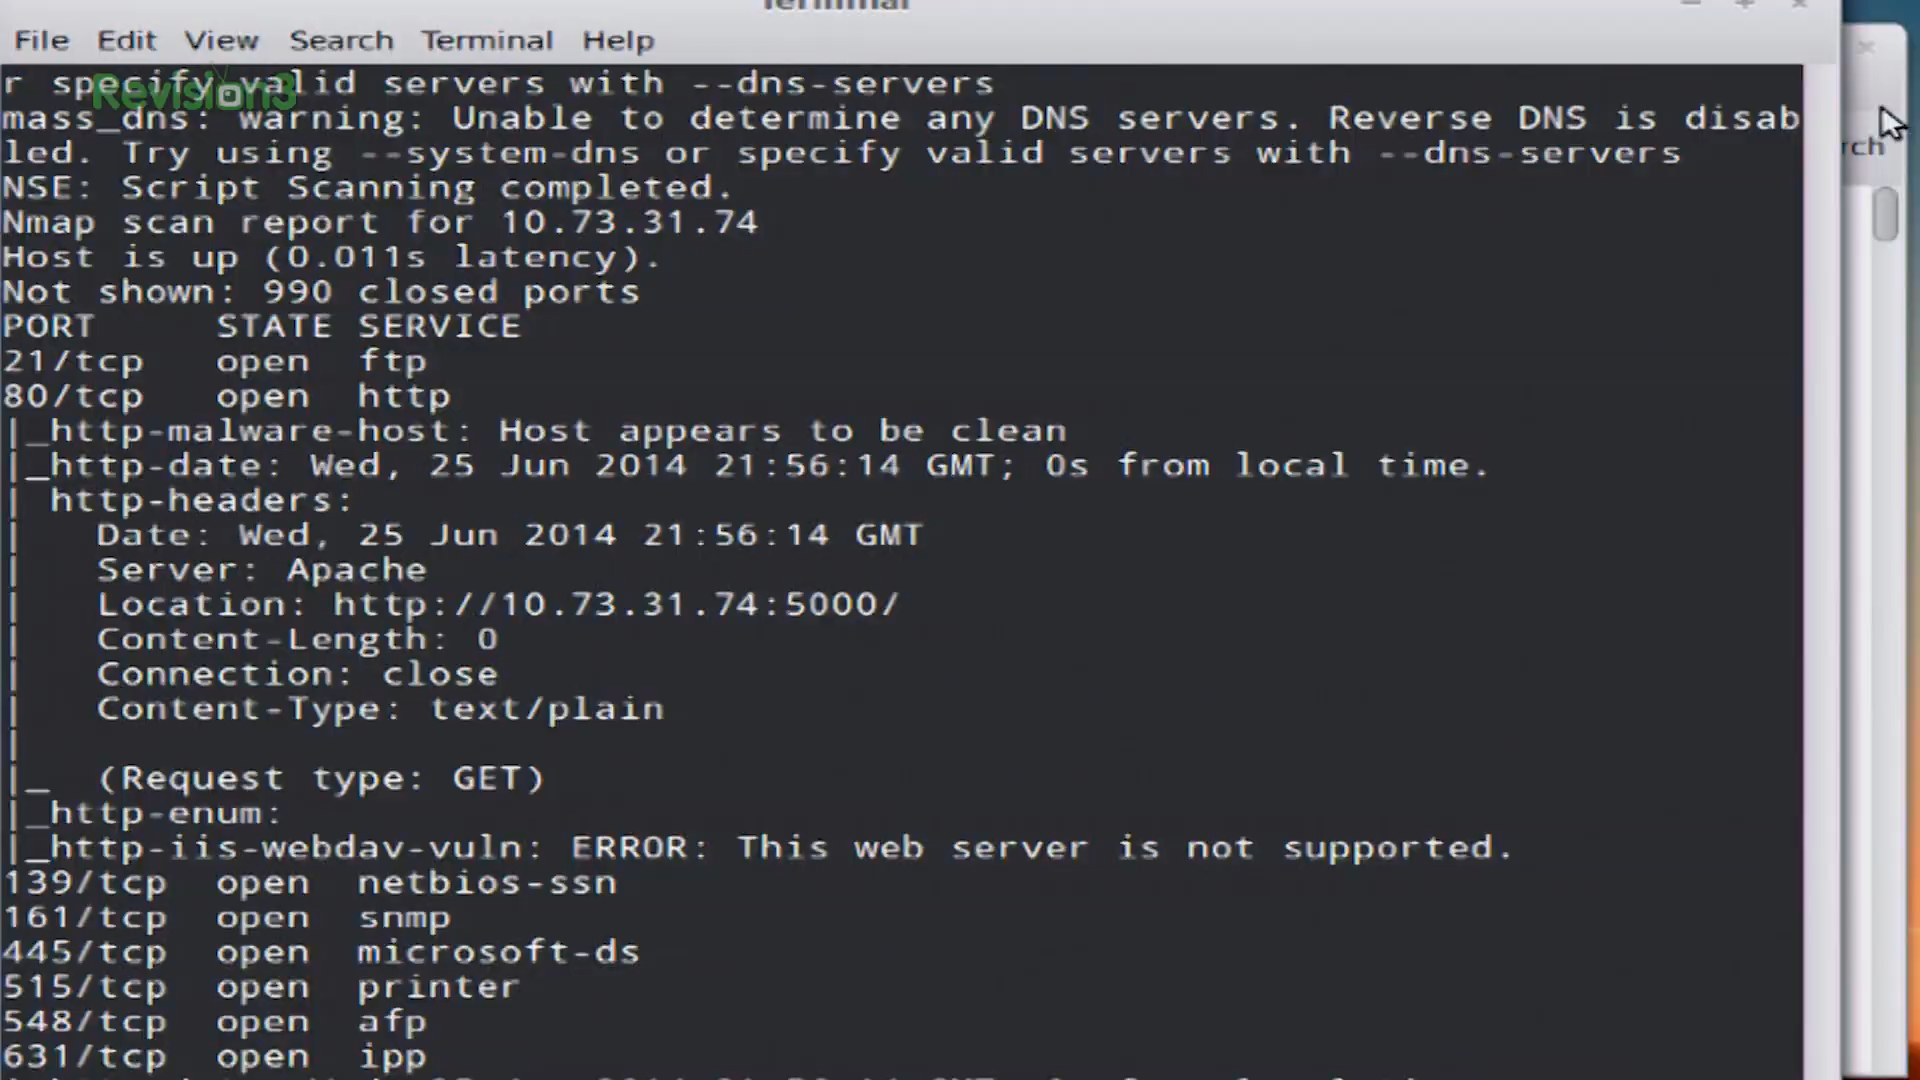 Terminal
File Edit View Search Terminal Help
r specify valid servers with --dns-servers
Revision3
mass_dns: warning: Unable to determine any DNS servers. Reverse DNS is disab
led. Try using --system-dns or specify valid servers with --dns-servers
rch
NSE: Script Scanning completed.
Nmap scan report for 10.73.31.74
Host is up (0.011s latency).
Not shown: 990 closed ports
PORT STATE SERVICE
21/tcp open ftp
80/tcp open http
|_http-malware-host: Host appears to be clean
|_http-date: Wed, 25 Jun 2014 21:56:14 GMT; 0s from local time.
| http-headers:
| Date: Wed, 25 Jun 2014 21:56:14 GMT
| Server: Apache
| Location: http://10.73.31.74:5000/
| Content-Length: 0
| Connection: close
| Content-Type: text/plain
|
|_ (Request type: GET)
|_http-enum:
|_http-iis-webdav-vuln: ERROR: This web server is not supported.
139/tcp open netbios-ssn
161/tcp open snmp
445/tcp open microsoft-ds
515/tcp open printer
548/tcp open afp
631/tcp open ipp